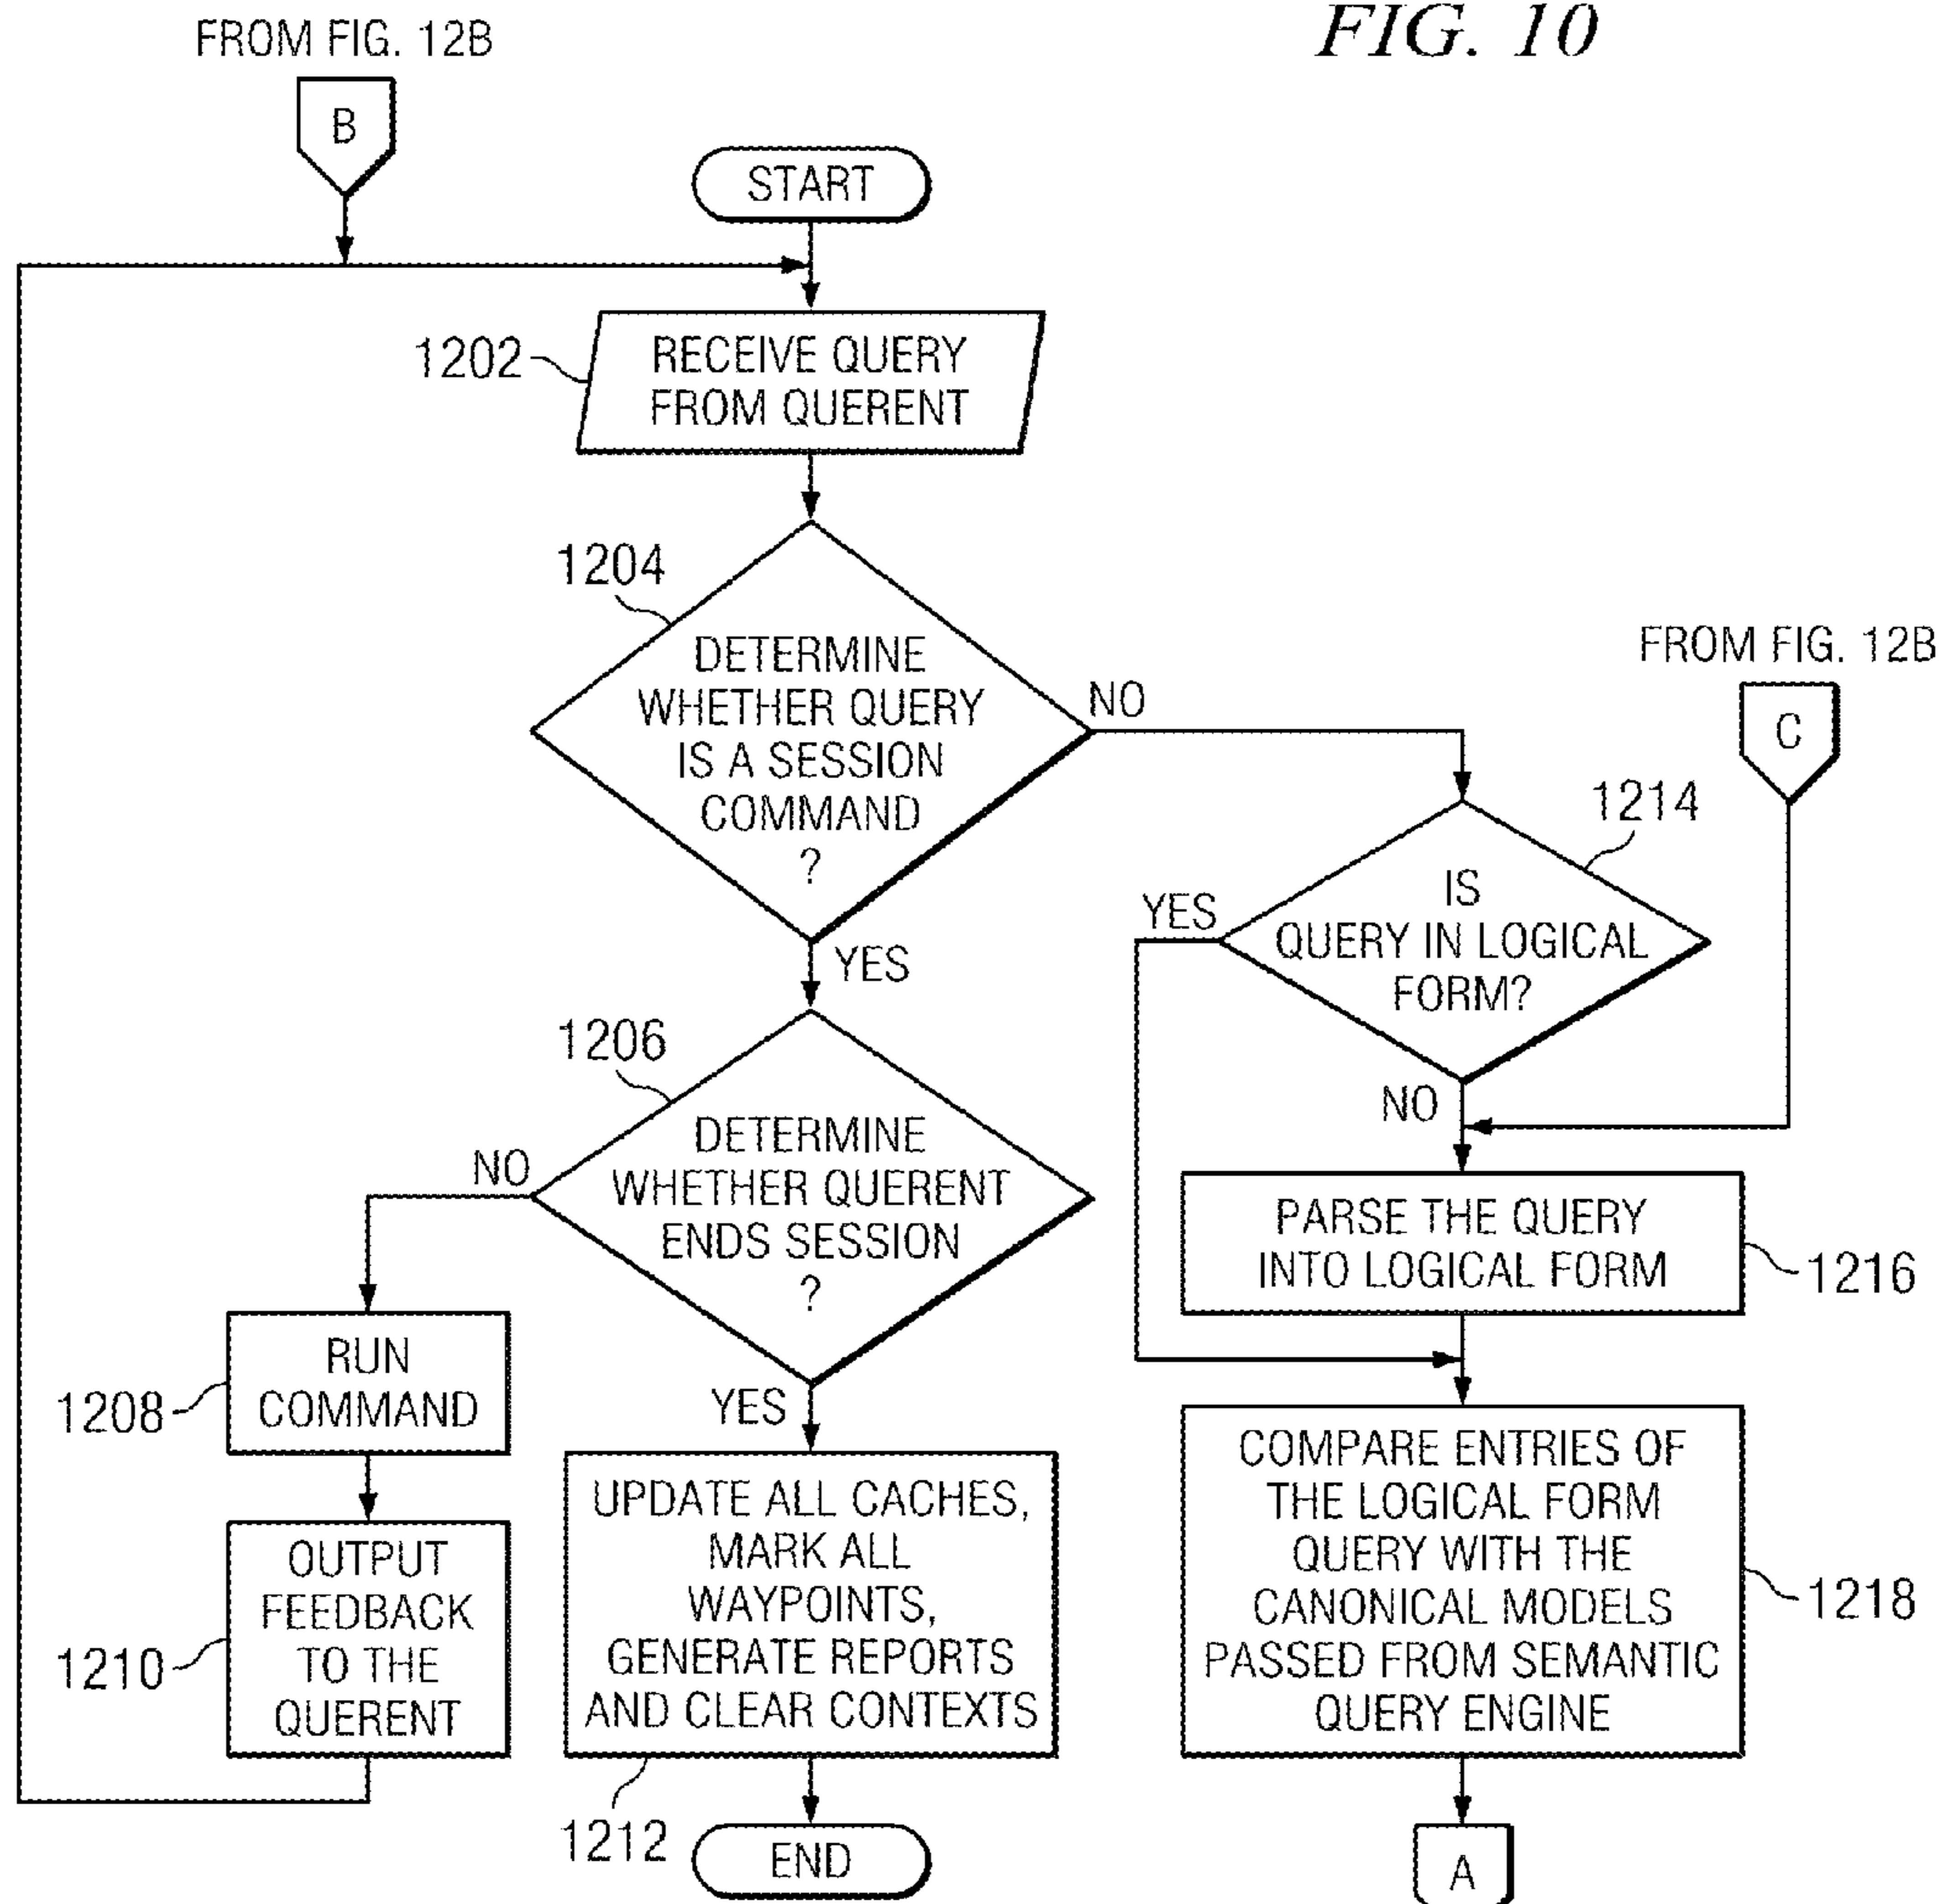 FIG. 10
FROM FIG. 12B
B
START
1202
RECEIVE QUERY
FROM QUERENT
1204
DETERMINE
WHETHER QUERY
IS A SESSION
COMMAND
?
NO
YES
FROM FIG. 12B
C
1214
IS
QUERY IN LOGICAL
FORM?
YES
NO
1206
DETERMINE
WHETHER QUERENT
ENDS SESSION
?
NO
YES
PARSE THE QUERY
INTO LOGICAL FORM
1216
RUN
COMMAND
1208
OUTPUT
FEEDBACK
TO THE
QUERENT
1210
UPDATE ALL CACHES,
MARK ALL
WAYPOINTS,
GENERATE REPORTS
AND CLEAR CONTEXTS
1212
END
COMPARE ENTRIES OF
THE LOGICAL FORM
QUERY WITH THE
CANONICAL MODELS
PASSED FROM SEMANTIC
QUERY ENGINE
1218
A